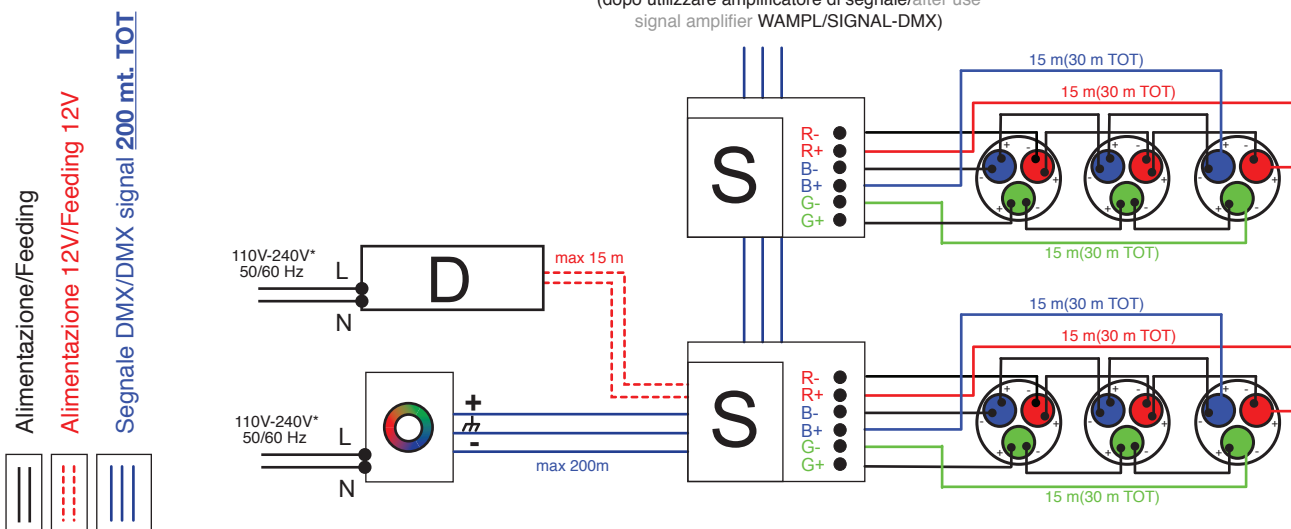 (dopo utilizzare amplificatore di segnale/after use
signal amplifier WAMPL/SIGNAL-DMX)
Alimentazione/Feeding
Alimentazione 12V/Feeding 12V
Segnale DMX/DMX signal 200 mt. TOT
15 m(30 m TOT)
15 m(30 m TOT)
S
R-
R+
B-
B+
G-
G+
+ - + - + -
- + - + - +
+ - + - + -
15 m(30 m TOT)
110V-240V*
50/60 Hz
L
N
D
max 15 m
15 m(30 m TOT)
15 m(30 m TOT)
S
R-
R+
B-
B+
G-
G+
+ - + - + -
- + - + - +
+ - + - + -
15 m(30 m TOT)
110V-240V*
50/60 Hz
L
N
+
-
max 200m